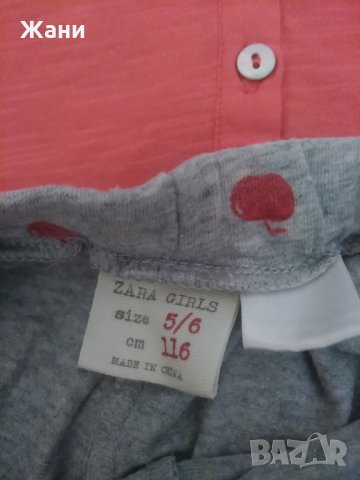 Жани
ZARA GIRLS
size 5/6
cm 116
MADE IN CHINA
BAZAR